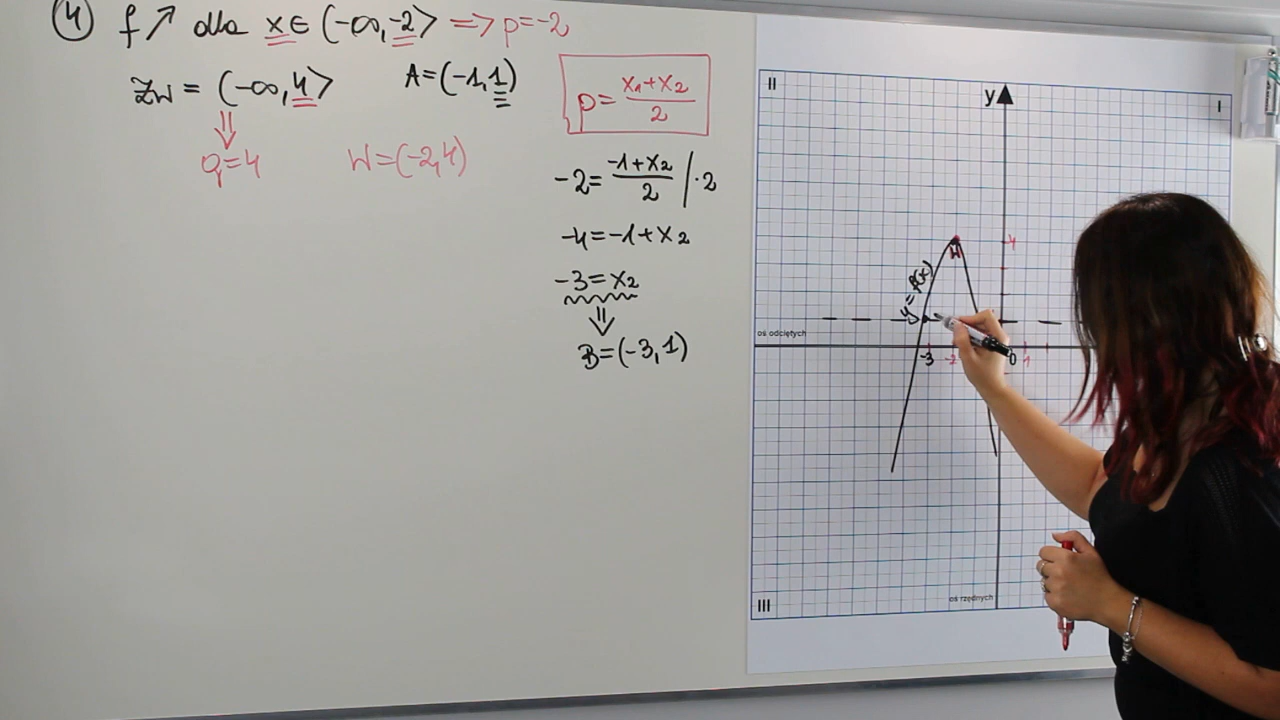 ④ f↗ dla x∈(-∞,-2> => p=-2
Zw = (-∞,4> A=(-1,1)
⇓
q=4 W=(-2,4)
p= x₁+x₂ / 2
-2= -1+x₂ / 2 /·2
-4=-1+x₂
-3=x₂
⇓
B=(-3,1)
II
y
I
4
W
y=f(x)
oś odciętych
-3 -2 0 1
oś rzędnych
III